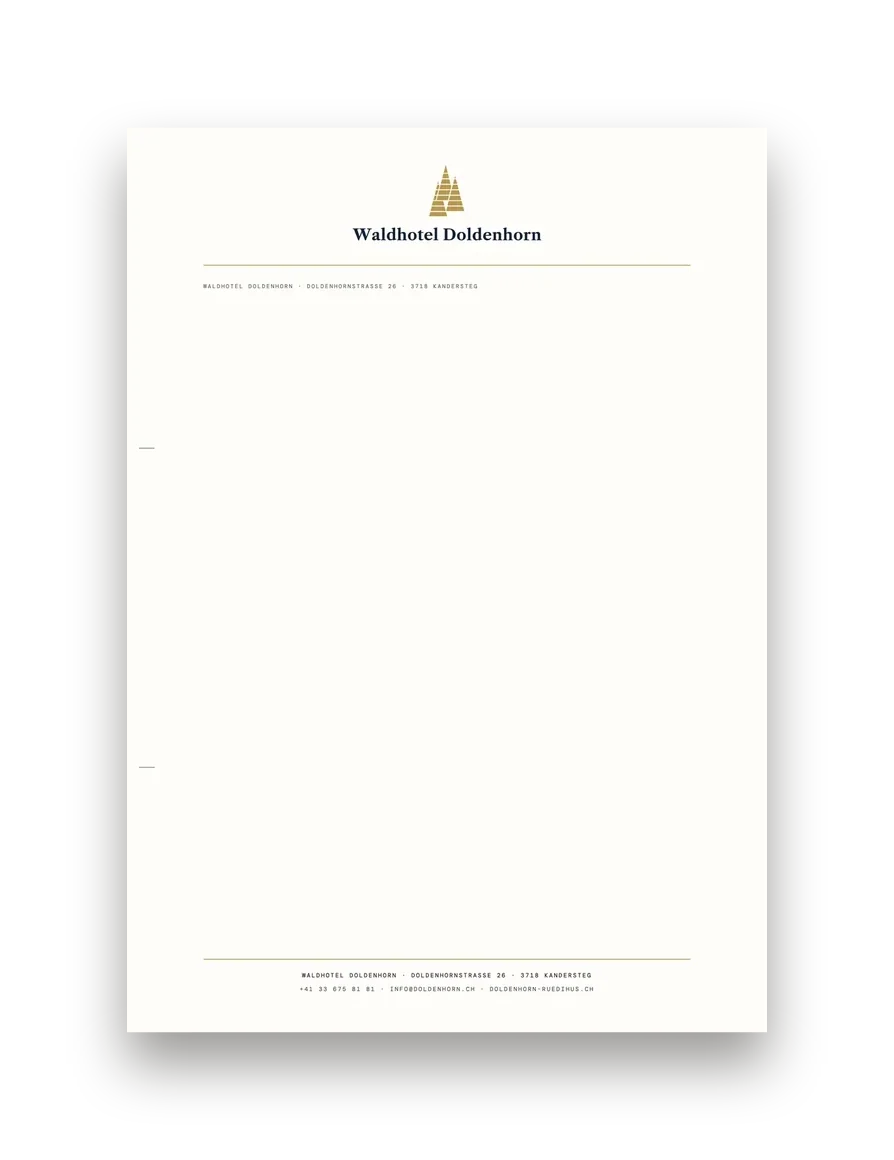 Waldhotel Doldenhorn
WALDHOTEL DOLDENHORN · DOLDENHORNSTRASSE 26 · 3718 KANDERSTEG
WALDHOTEL DOLDENHORN · DOLDENHORNSTRASSE 26 · 3718 KANDERSTEG
+41 33 675 81 81 · INFO@DOLDENHORN.CH · DOLDENHORN-RUEDIHUS.CH